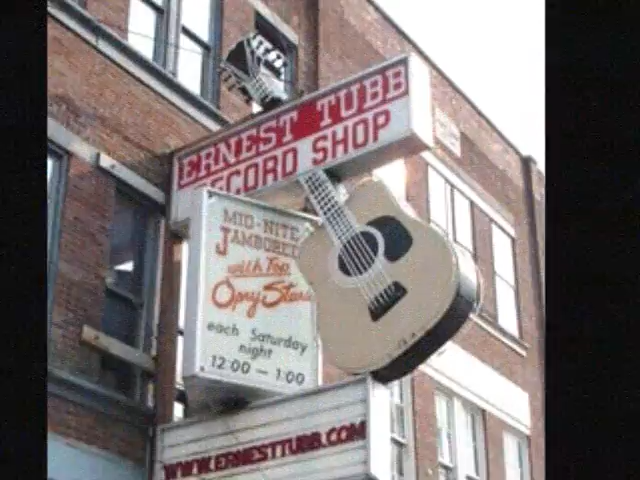 ERNEST TUBB
RECORD SHOP
MID-NITE
JAMBOREE
with Top
Opry Stars
each Saturday
night
12:00 — 1:00
WWW.ERNESTTUBB.COM